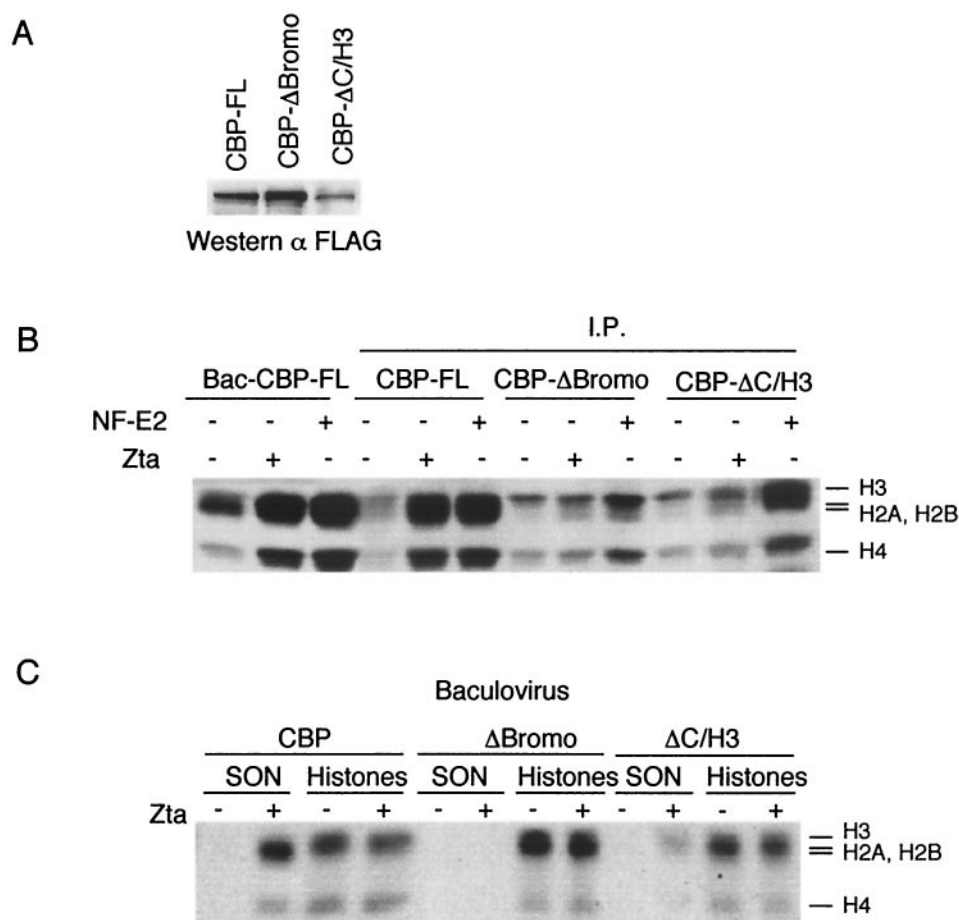 A
CBP-FL
CBP-ΔBromo
CBP-ΔC/H3
Western α FLAG
B
I.P.
Bac-CBP-FL CBP-FL CBP-ΔBromo CBP-ΔC/H3
NF-E2 - - + - - + - - + - - +
Zta - + - - + - - + - - + -
H3
H2A, H2B
H4
C
Baculovirus
CBP ΔBromo ΔC/H3
SON Histones SON Histones SON Histones
Zta - + - + - + - + - + - +
H3
H2A, H2B
H4